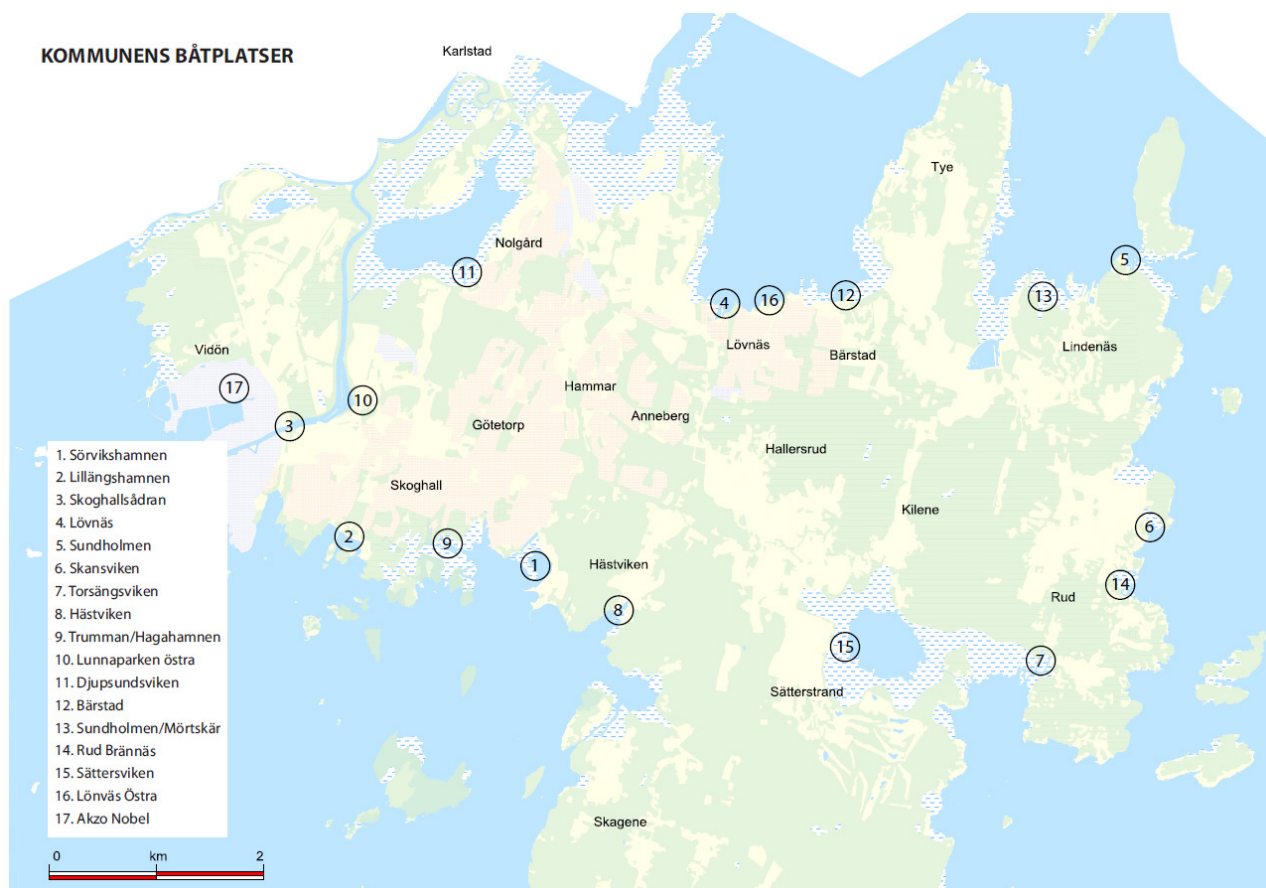 KOMMUNENS BÅTPLATSER
Karlstad
Tye
Nolgård
5
11
13
12
16
4
Lövnäs
Lindenäs
Vidön
Bärstad
17
Hammar
10
Anneberg
3
Götetorp
Hallersrud
Skoghall
Kilene
6
2
9
1
Hästviken
14
Rud
8
15
7
Sätterstrand
Skagene
1. Sörvikshamnen
2. Lillängshamnen
3. Skoghallsådran
4. Lövnäs
5. Sundholmen
6. Skansviken
7. Torsängsviken
8. Hästviken
9. Trumman/Hagahamnen
10. Lunnaparken östra
11. Djupsundsviken
12. Bärstad
13. Sundholmen/Mörtskär
14. Rud Brännäs
15. Sättersviken
16. Lönväs Östra
17. Akzo Nobel
0 km 2